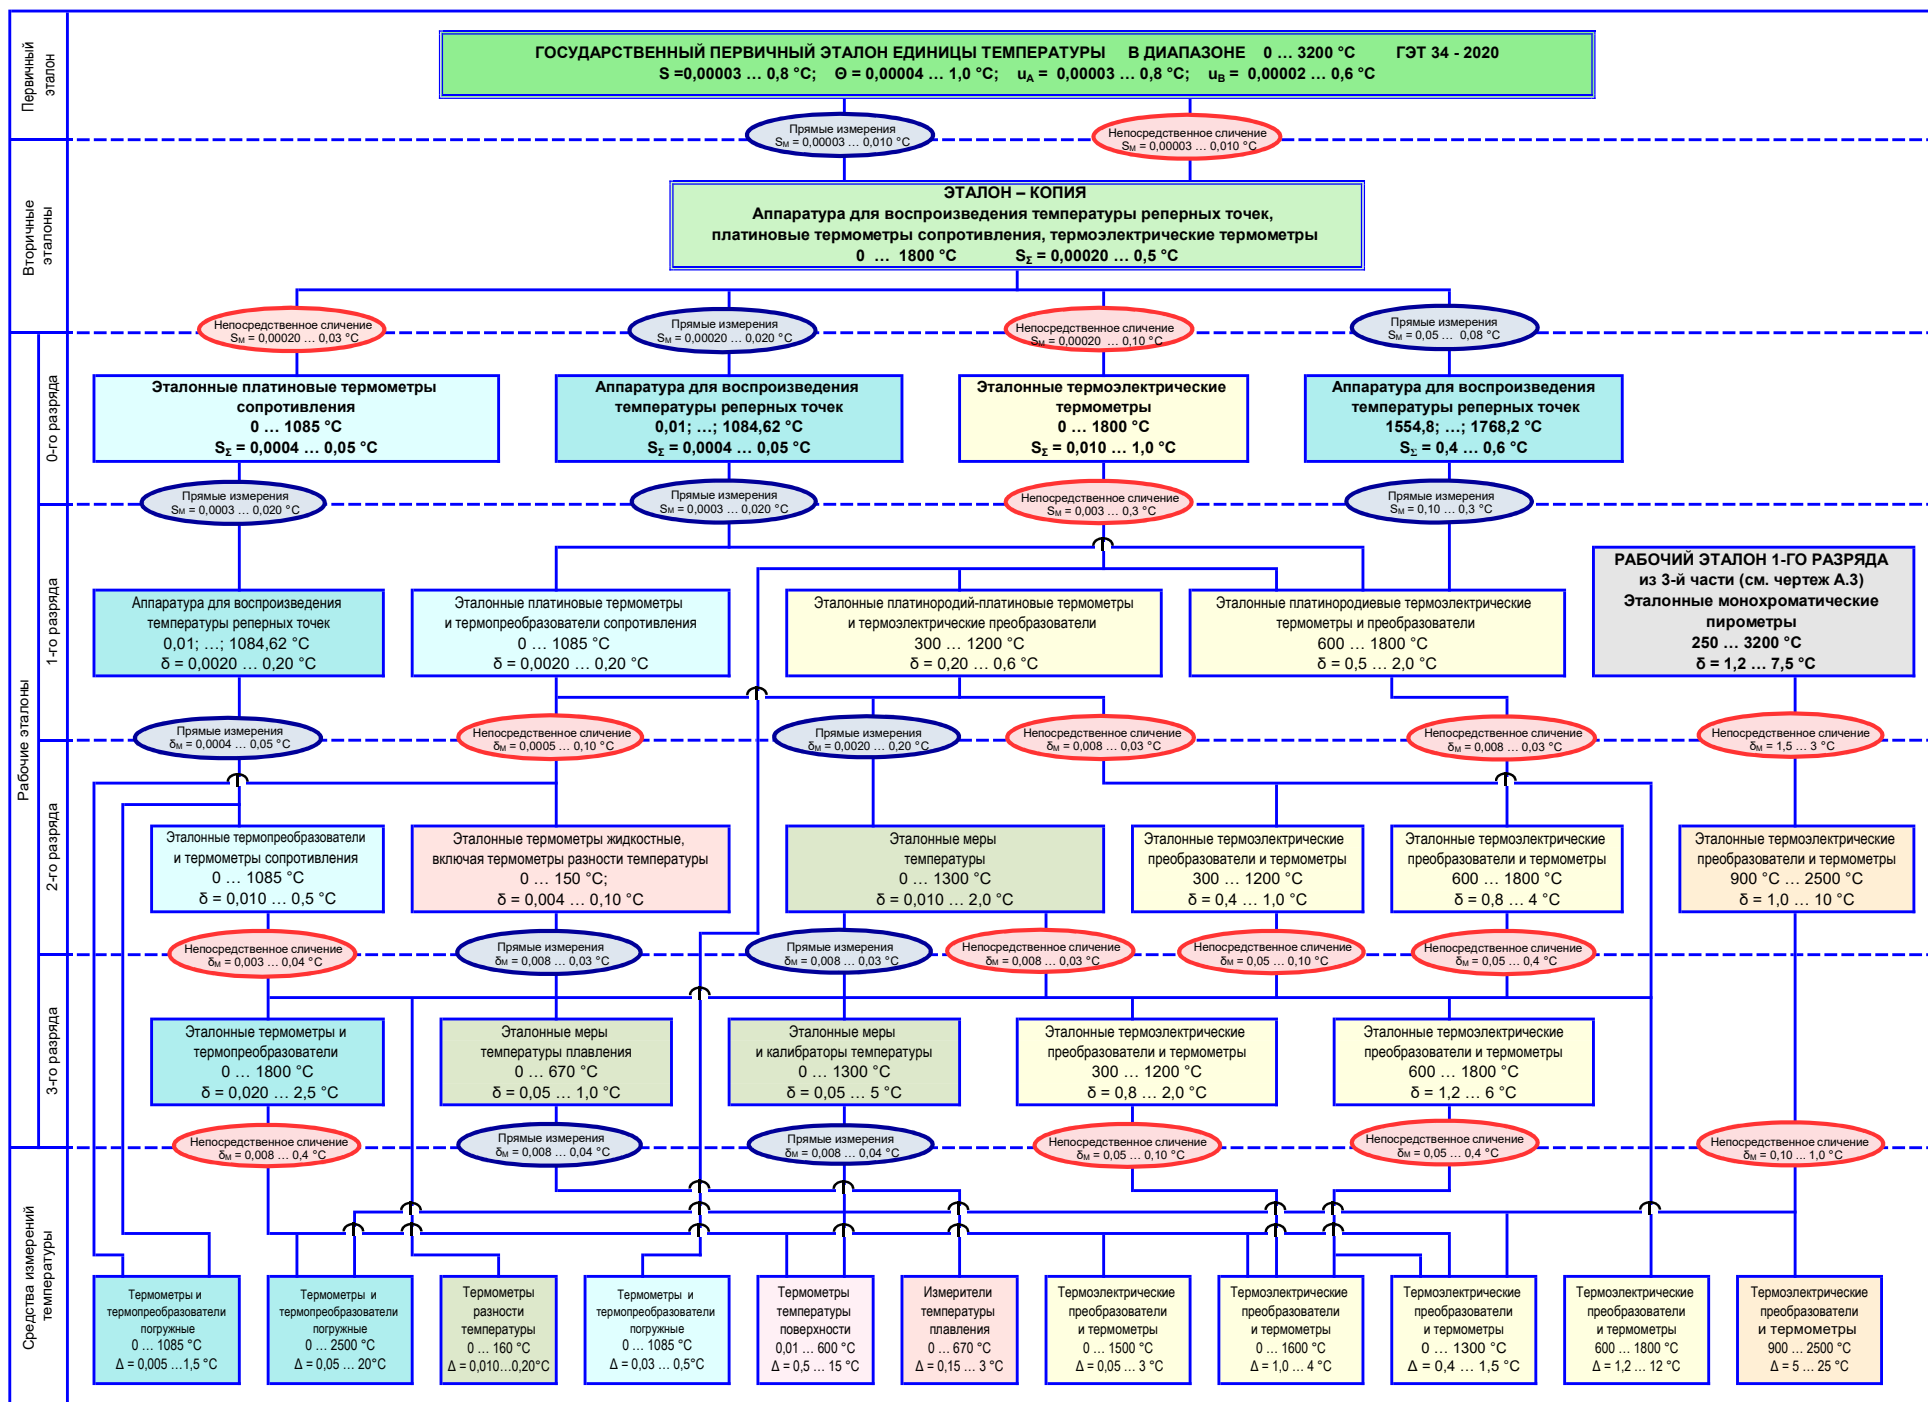 Первичный
эталон
ГОСУДАРСТВЕННЫЙ ПЕРВИЧНЫЙ ЭТАЛОН ЕДИНИЦЫ ТЕМПЕРАТУРЫ В ДИАПАЗОНЕ 0 … 3200 °С ГЭТ 34 - 2020
S =0,00003 … 0,8 °С; Θ = 0,00004 … 1,0 °С; uA = 0,00003 … 0,8 °С; uB = 0,00002 … 0,6 °С
Прямые измерения
SM = 0,00003 … 0,010 °С
Непосредственное сличение
SM = 0,00003 … 0,010 °С
Вторичные
эталоны
ЭТАЛОН – КОПИЯ
Аппаратура для воспроизведения температуры реперных точек,
платиновые термометры сопротивления, термоэлектрические термометры
0 … 1800 °С SΣ = 0,00020 … 0,5 °С
Непосредственное сличение
SM = 0,00020 … 0,03 °С
Прямые измерения
SM = 0,00020 … 0,020 °С
Непосредственное сличение
SM = 0,00020 … 0,10 °С
Прямые измерения
SM = 0,05 … 0,08 °С
Рабочие эталоны
0-го разряда
Эталонные платиновые термометры
сопротивления
0 … 1085 °С
SΣ = 0,0004 … 0,05 °С
Аппаратура для воспроизведения
температуры реперных точек
0,01; …; 1084,62 °С
SΣ = 0,0004 … 0,05 °С
Эталонные термоэлектрические
термометры
0 … 1800 °С
SΣ = 0,010 … 1,0 °С
Аппаратура для воспроизведения
температуры реперных точек
1554,8; …; 1768,2 °С
SΣ = 0,4 … 0,6 °С
Прямые измерения
SM = 0,0003 … 0,020 °С
Прямые измерения
SM = 0,0003 … 0,020 °С
Непосредственное сличение
SM = 0,003 … 0,3 °С
Прямые измерения
SM = 0,10 … 0,3 °С
1-го разряда
Аппаратура для воспроизведения
температуры реперных точек
0,01; …; 1084,62 °С
δ = 0,0020 … 0,20 °С
Эталонные платиновые термометры
и термопреобразователи сопротивления
0 … 1085 °С
δ = 0,0020 … 0,20 °С
Эталонные платинородий-платиновые термометры
и термоэлектрические преобразователи
300 … 1200 °С
δ = 0,20 … 0,6 °С
Эталонные платинородиевые термоэлектрические
термометры и преобразователи
600 … 1800 °С
δ = 0,5 … 2,0 °С
РАБОЧИЙ ЭТАЛОН 1-ГО РАЗРЯДА
из 3-й части (см. чертеж А.3)
Эталонные монохроматические
пирометры
250 … 3200 °С
δ = 1,2 … 7,5 °С
Прямые измерения
δM = 0,0004 … 0,05 °С
Непосредственное сличение
δM = 0,0005 … 0,10 °С
Прямые измерения
δM = 0,0020 … 0,20 °С
Непосредственное сличение
δM = 0,008 … 0,03 °С
Непосредственное сличение
δM = 0,008 … 0,03 °С
Непосредственное сличение
δM = 1,5 … 3 °С
2-го разряда
Эталонные термопреобразователи
и термометры сопротивления
0 … 1085 °С
δ = 0,010 … 0,5 °С
Эталонные термометры жидкостные,
включая термометры разности температуры
0 … 150 °С;
δ = 0,004 … 0,10 °С
Эталонные меры
температуры
0 … 1300 °С
δ = 0,010 … 2,0 °С
Эталонные термоэлектрические
преобразователи и термометры
300 … 1200 °С
δ = 0,4 … 1,0 °С
Эталонные термоэлектрические
преобразователи и термометры
600 … 1800 °С
δ = 0,8 … 4 °С
Эталонные термоэлектрические
преобразователи и термометры
900 °С … 2500 °С
δ = 1,0 … 10 °С
Непосредственное сличение
δM = 0,003 … 0,04 °С
Прямые измерения
δM = 0,008 … 0,03 °С
Прямые измерения
δM = 0,008 … 0,03 °С
Непосредственное сличение
δM = 0,008 … 0,03 °С
Непосредственное сличение
δM = 0,05 … 0,10 °С
Непосредственное сличение
δM = 0,05 … 0,4 °С
3-го разряда
Эталонные термометры и
термопреобразователи
0 … 1800 °С
δ = 0,020 … 2,5 °С
Эталонные меры
температуры плавления
0 … 670 °С
δ = 0,05 … 1,0 °С
Эталонные меры
и калибраторы температуры
0 … 1300 °С
δ = 0,05 … 5 °С
Эталонные термоэлектрические
преобразователи и термометры
300 … 1200 °С
δ = 0,8 … 2,0 °С
Эталонные термоэлектрические
преобразователи и термометры
600 … 1800 °С
δ = 1,2 … 6 °С
Непосредственное сличение
δM = 0,008 … 0,4 °С
Прямые измерения
δM = 0,008 … 0,04 °С
Прямые измерения
δM = 0,008 … 0,04 °С
Непосредственное сличение
δM = 0,05 … 0,10 °С
Непосредственное сличение
δM = 0,05 … 0,4 °С
Непосредственное сличение
δM = 0,10 … 1,0 °С
Средства измерений
температуры
Термометры и
термопреобразователи
погружные
0 … 1085 °С
Δ = 0,005 …1,5 °С
Термометры и
термопреобразователи
погружные
0 … 2500 °С
Δ = 0,05 … 20°С
Термометры
разности
температуры
0 … 160 °С
Δ = 0,010…0,20°С
Термометры и
термопреобразователи
погружные
0 … 1085 °С
Δ = 0,03 … 0,5°С
Термометры
температуры
поверхности
0,01 … 600 °С
Δ = 0,5 … 15 °С
Измерители
температуры
плавления
0 … 670 °С
Δ = 0,15 … 3 °С
Термоэлектрические
преобразователи
и термометры
0 … 1500 °С
Δ = 0,05 … 3 °С
Термоэлектрические
преобразователи
и термометры
0 … 1600 °С
Δ = 1,0 … 4 °С
Термоэлектрические
преобразователи
и термометры
0 … 1300 °С
Δ = 0,4 … 1,5 °С
Термоэлектрические
преобразователи
и термометры
600 … 1800 °С
Δ = 1,2 … 12 °С
Термоэлектрические
преобразователи
и термометры
900 … 2500 °С
Δ = 5 … 25 °С